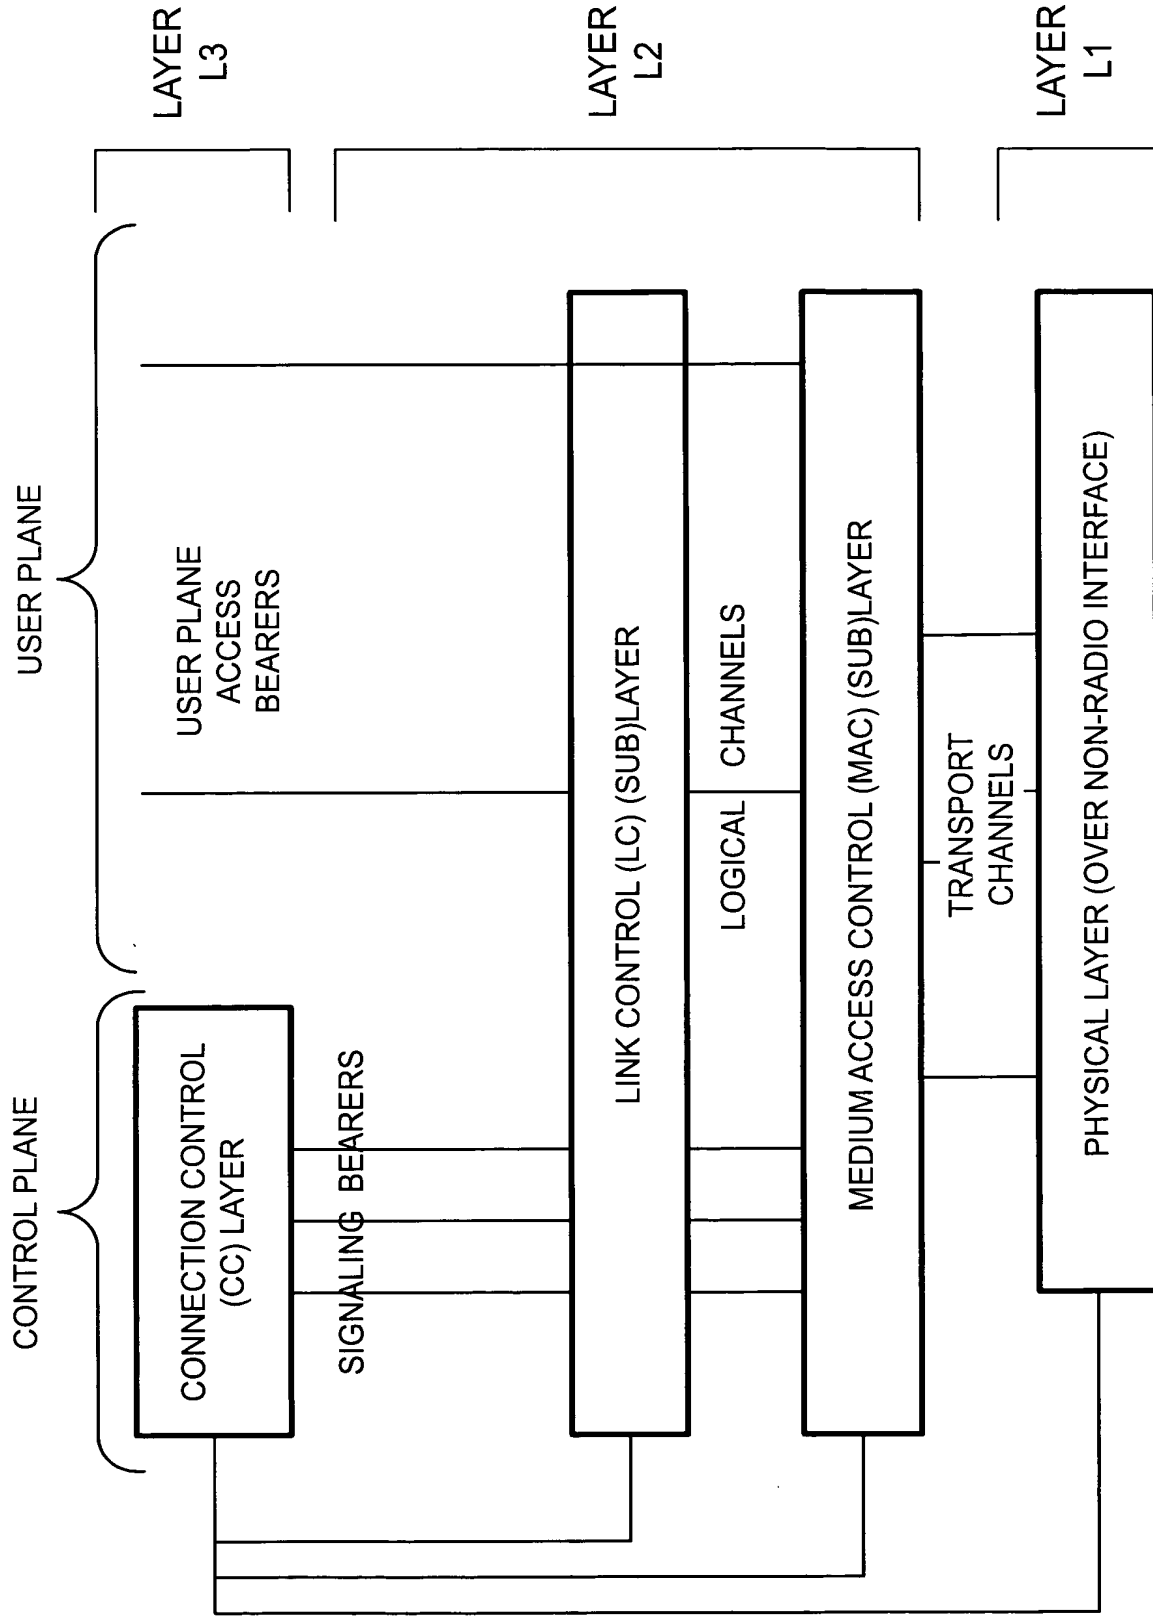 CONTROL PLANE
USER PLANE
CONNECTION CONTROL
(CC) LAYER
USER PLANE
ACCESS
BEARERS
LAYER
L3
SIGNALING BEARERS
LINK CONTROL (LC) (SUB)LAYER
LAYER
L2
LOGICAL CHANNELS
MEDIUM ACCESS CONTROL (MAC) (SUB)LAYER
TRANSPORT
CHANNELS
PHYSICAL LAYER (OVER NON-RADIO INTERFACE)
LAYER
L1